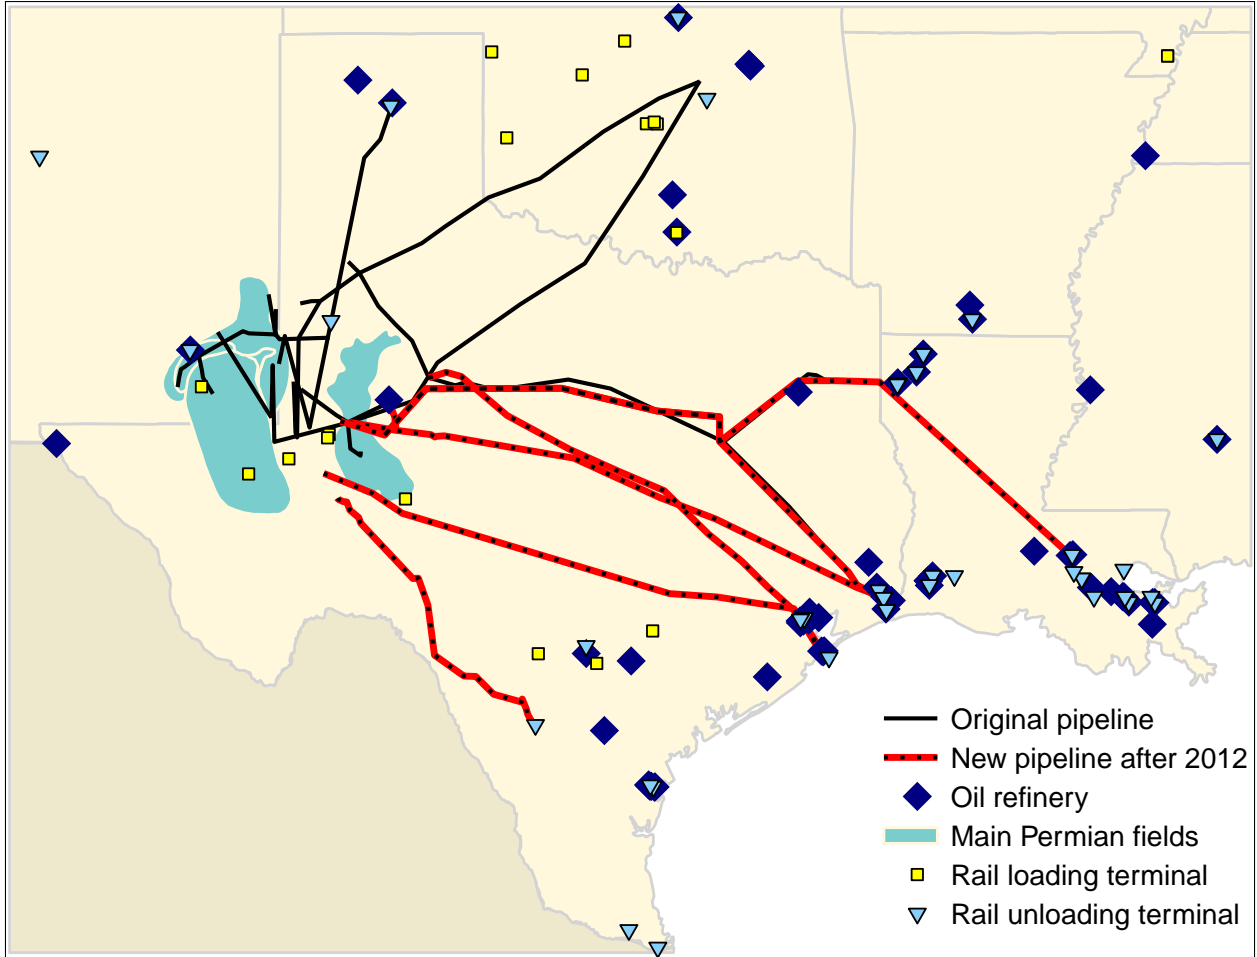 Original pipeline
New pipeline after 2012
Oil refinery
Main Permian fields
Rail loading terminal
Rail unloading terminal